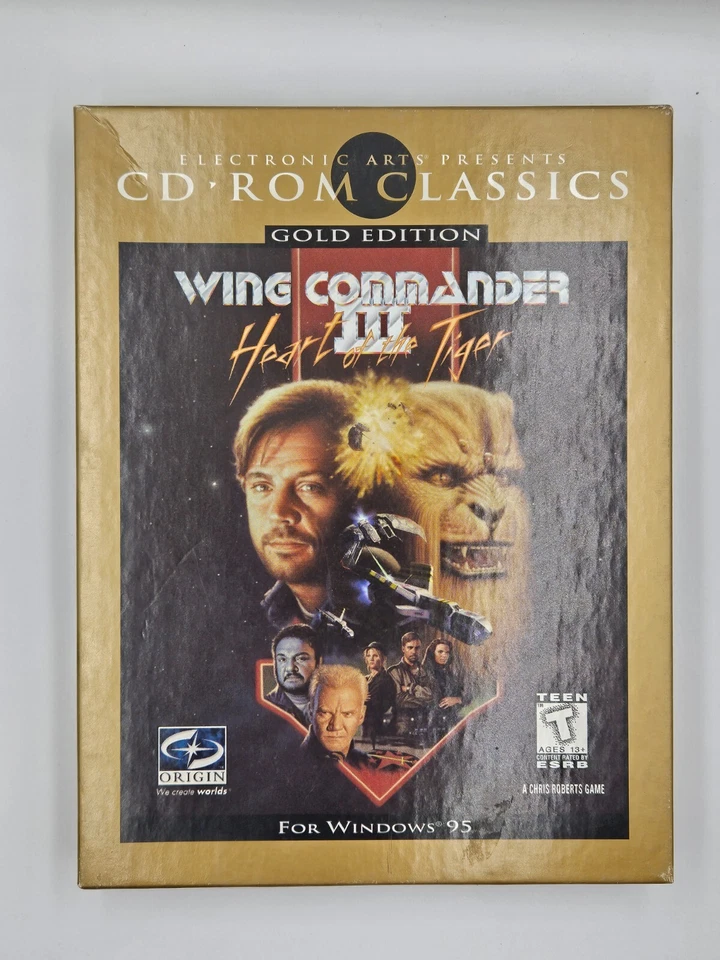 ELECTRONIC ARTS® PRESENTS
CD•ROM CLASSICS
GOLD EDITION
WING COMMANDER
III
Heart of the Tiger
TEEN
T
AGES 13+
CONTENT RATED BY
ESRB
ORIGIN
We create worlds®
A CHRIS ROBERTS GAME
FOR WINDOWS® 95